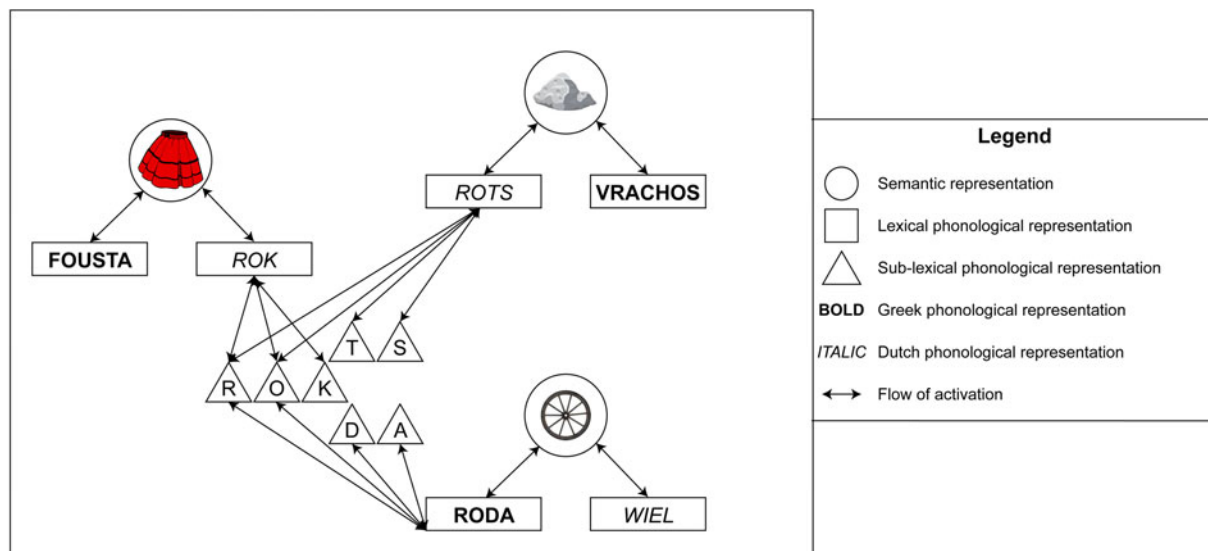 ROTS
VRACHOS
FOUSTA
ROK
T S
R O K
D A
RODA
WIEL
Legend
Semantic representation
Lexical phonological representation
Sub-lexical phonological representation
BOLD Greek phonological representation
ITALIC Dutch phonological representation
Flow of activation